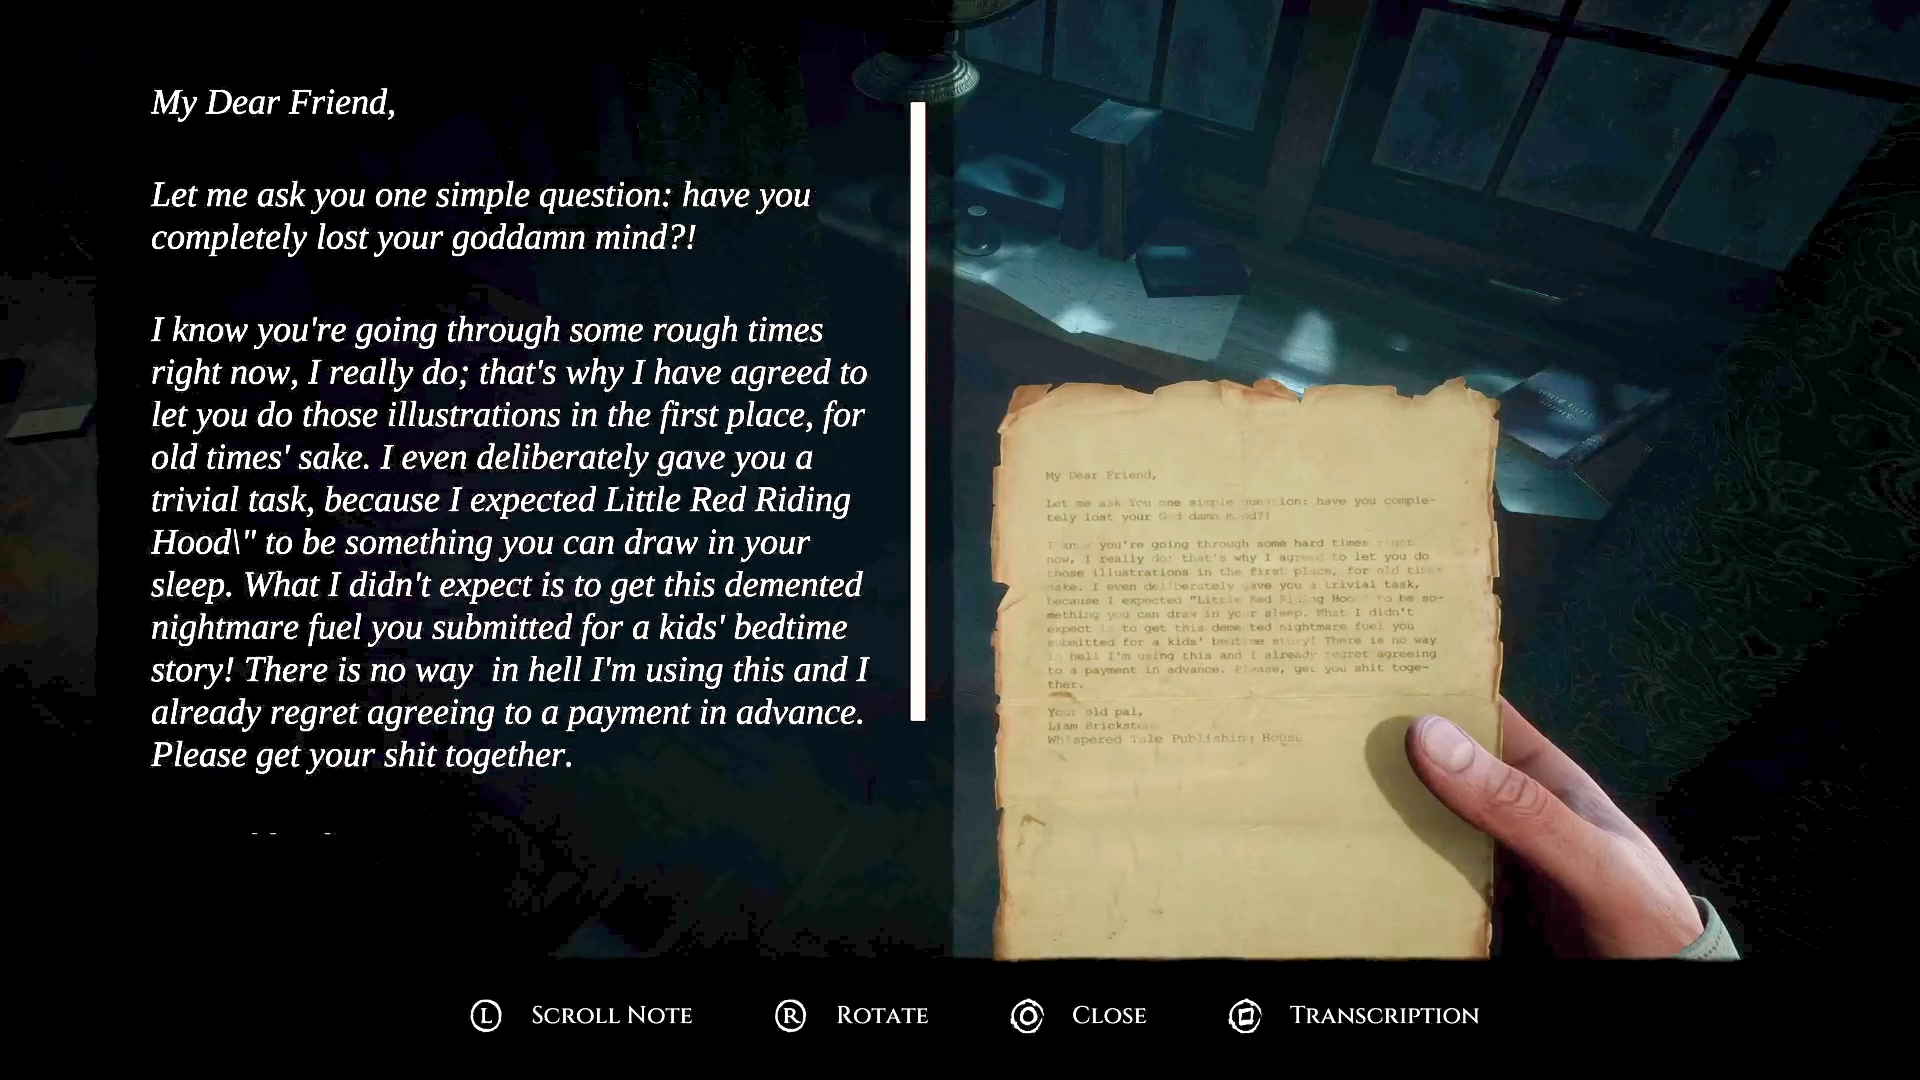 My Dear Friend,
Let me ask you one simple question: have you
completely lost your goddamn mind?!
I know you're going through some rough times
right now, I really do; that's why I have agreed to
let you do those illustrations in the first place, for
old times' sake. I even deliberately gave you a
trivial task, because I expected Little Red Riding
Hood\" to be something you can draw in your
sleep. What I didn't expect is to get this demented
nightmare fuel you submitted for a kids' bedtime
story! There is no way  in hell I'm using this and I
already regret agreeing to a payment in advance.
Please get your shit together.
My Dear Friend,
Let me ask You one simple question: have you comple-
tely lost your God damn mind?!
I know you're going through some hard times right
now, I really do; that's why I agreed to let you do
those illustrations in the first place, for old times
sake. I even deliberately gave you a trivial task,
because I expected "Little Red Riding Hood" to be so-
mething you can draw in your sleep. What I didn't
expect is to get this demented nightmare fuel you
submitted for a kids' bedtime story! There is no way
in hell I'm using this and I already regret agreeing
to a payment in advance. Please, get you shit toge-
ther.
Your old pal,
Liam
Whispered Tale Publishing House
L SCROLL NOTE
R ROTATE
CLOSE
TRANSCRIPTION